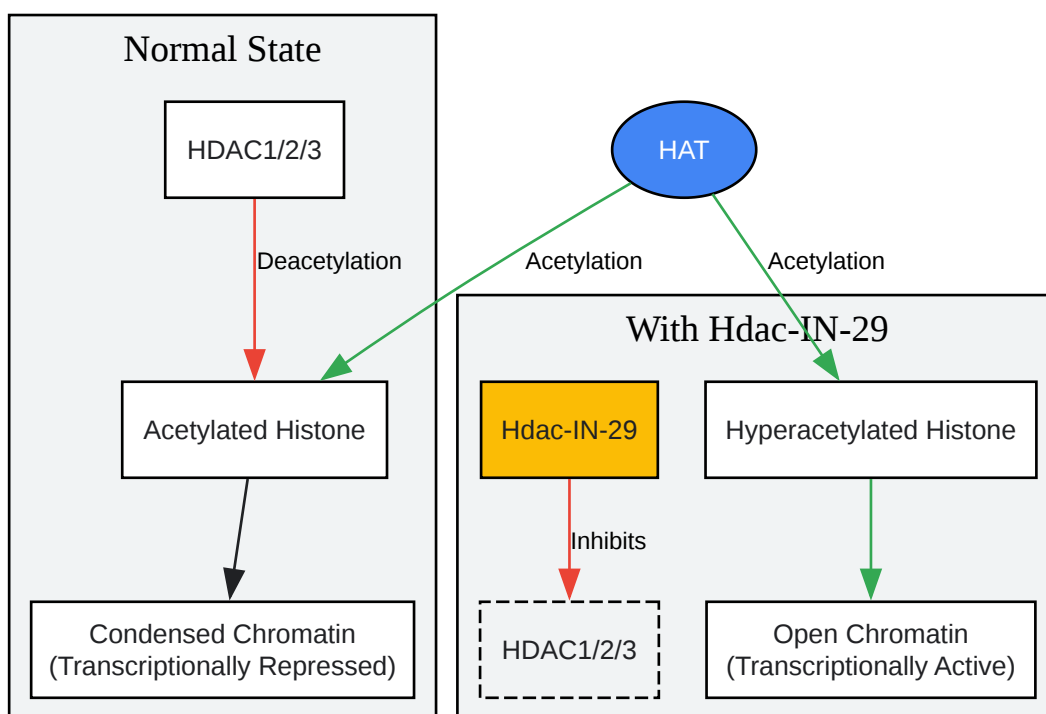 Normal State
HDAC1/2/3
HAT
Deacetylation
Acetylation
Acetylation
With Hdac-IN-29
Acetylated Histone
Hdac-IN-29
Hyperacetylated Histone
Inhibits
Condensed Chromatin
(Transcriptionally Repressed)
HDAC1/2/3
Open Chromatin
(Transcriptionally Active)